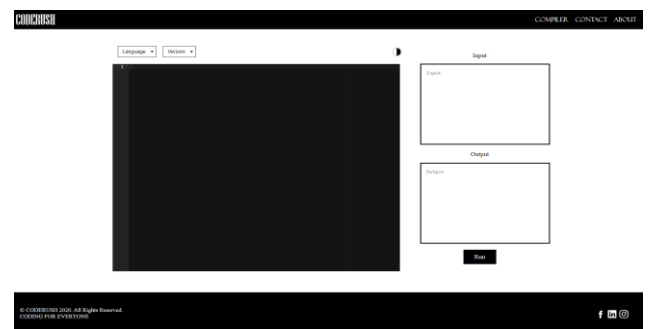 CODERUSH
COMPILER CONTACT ABOUT
Language Version
Input
1
Input
Output
Output
Run
© CODERUSH 2020. All Rights Reserved.
CODING FOR EVERYONE